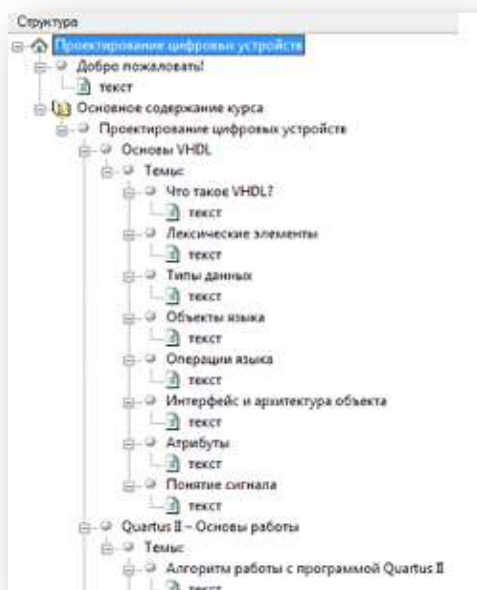 Структура
Проектирование цифровых устройств
Добро пожаловать!
текст
Основное содержание курса
Проектирование цифровых устройств
Основы VHDL
Темы:
Что такое VHDL?
текст
Лексические элементы
текст
Типы данных
текст
Объекты языка
текст
Операции языка
текст
Интерфейс и архитектура объекта
текст
Атрибуты
текст
Понятие сигнала
текст
Quartus II – Основы работы
Темы:
Алгоритм работы с программой Quartus II
текст